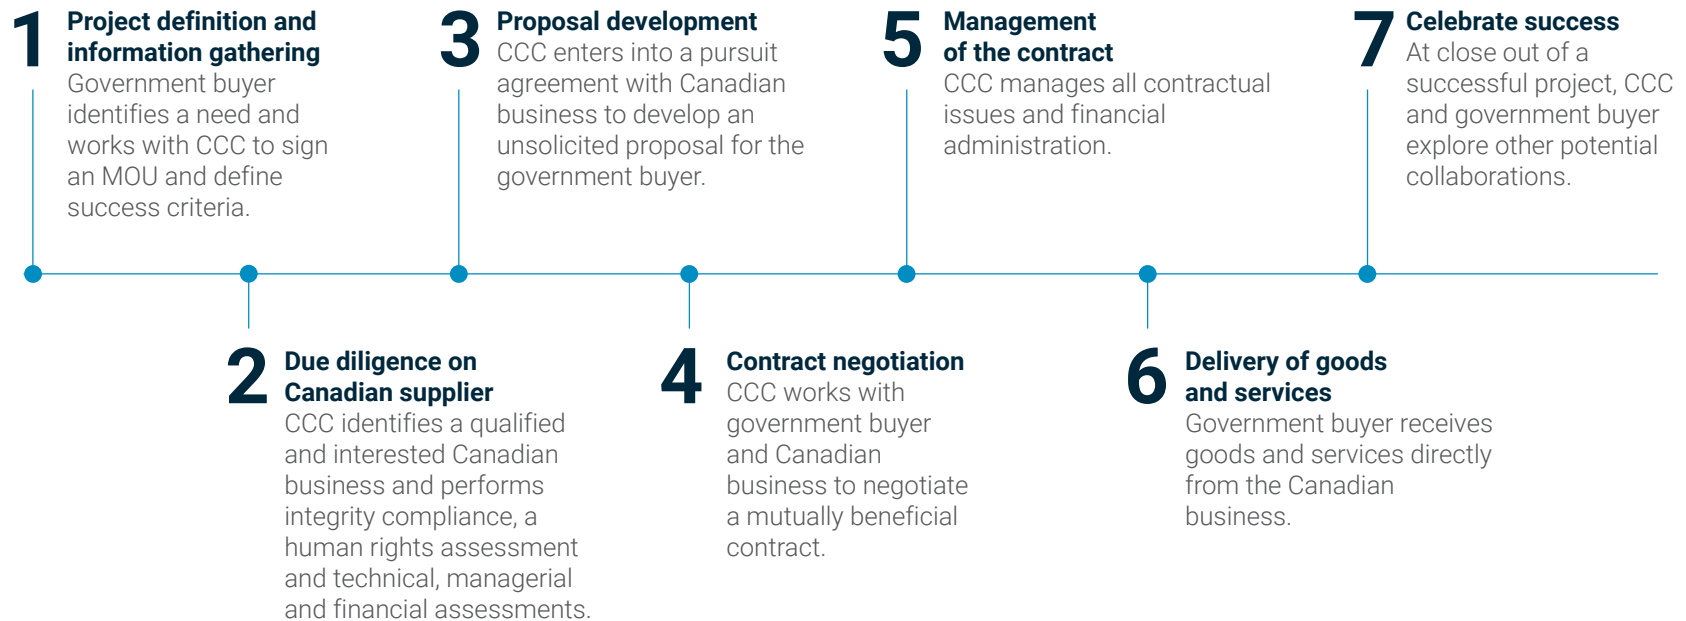 1
Project definition and
information gathering
Government buyer
identifies a need and
works with CCC to sign
an MOU and define
success criteria.
2
Due diligence on
Canadian supplier
CCC identifies a qualified
and interested Canadian
business and performs
integrity compliance, a
human rights assessment
and technical, managerial
and financial assessments.
3
Proposal development
CCC enters into a pursuit
agreement with Canadian
business to develop an
unsolicited proposal for the
government buyer.
4
Contract negotiation
CCC works with
government buyer
and Canadian
business to negotiate
a mutually beneficial
contract.
5
Management
of the contract
CCC manages all contractual
issues and financial
administration.
6
Delivery of goods
and services
Government buyer receives
goods and services directly
from the Canadian
business.
7
Celebrate success
At close out of a
successful project, CCC
and government buyer
explore other potential
collaborations.